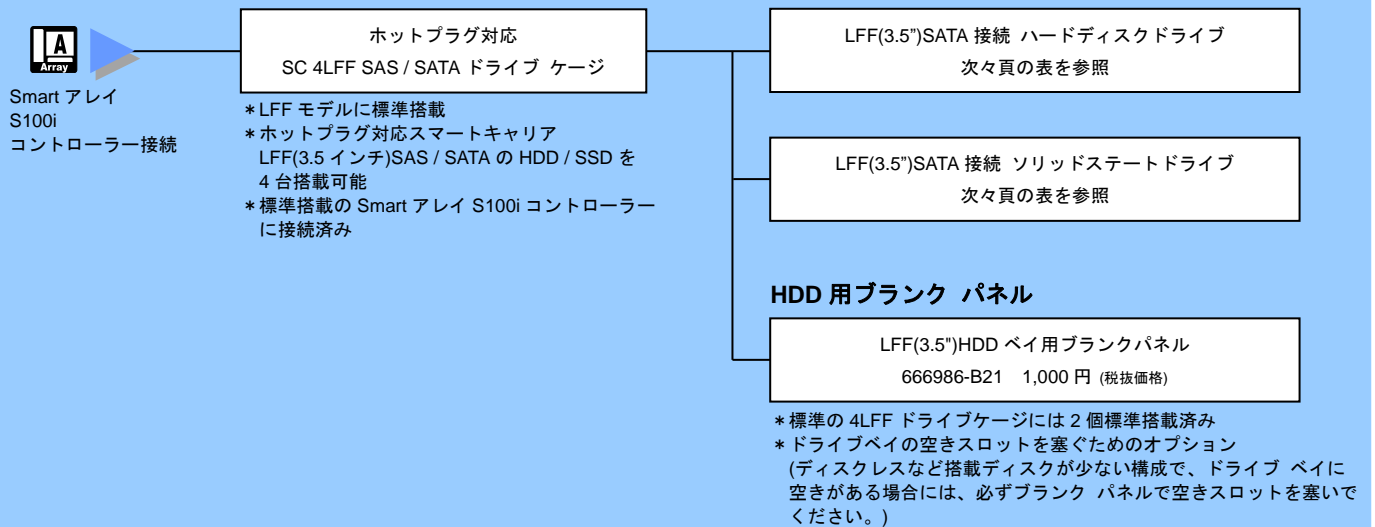 A
Array
Smart アレイ
S100i
コントローラー接続
ホットプラグ対応
SC 4LFF SAS / SATA ドライブ ケージ
＊LFF モデルに標準搭載
＊ホットプラグ対応スマートキャリア
LFF(3.5 インチ)SAS / SATA の HDD / SSD を
4 台搭載可能
＊標準搭載の Smart アレイ S100i コントローラー
に接続済み
LFF(3.5”)SATA 接続 ハードディスクドライブ
次々頁の表を参照
LFF(3.5”)SATA 接続 ソリッドステートドライブ
次々頁の表を参照
HDD 用ブランク パネル
LFF(3.5")HDD ベイ用ブランクパネル
666986-B21 1,000 円 (税抜価格)
＊標準の 4LFF ドライブケージには 2 個標準搭載済み
＊ドライブベイの空きスロットを塞ぐためのオプション
(ディスクレスなど搭載ディスクが少ない構成で、ドライブ ベイに
空きがある場合には、必ずブランク パネルで空きスロットを塞いで
ください。)